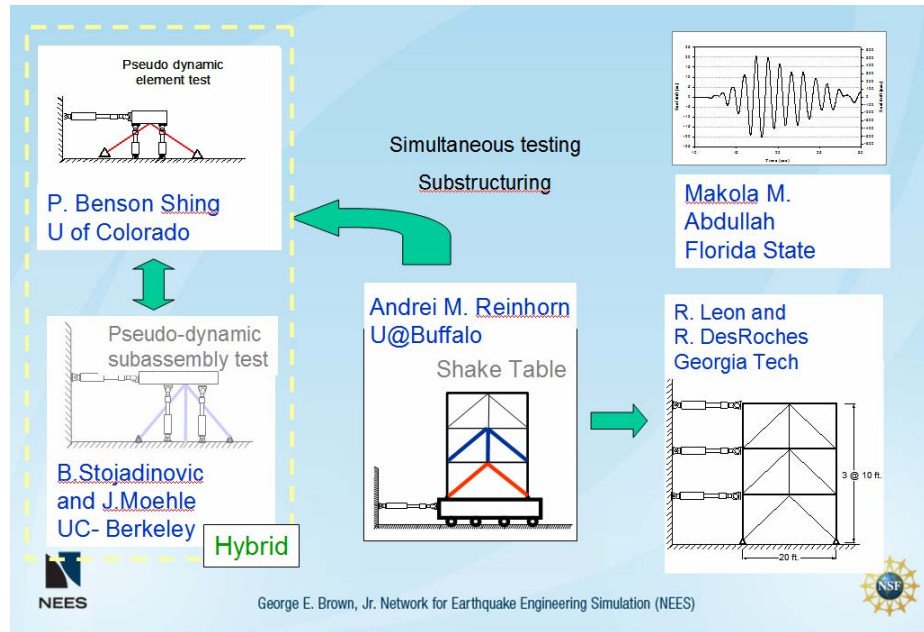 Pseudo dynamic
element test
P. Benson Shing
U of Colorado
Pseudo-dynamic
subassembly test
B.Stojadinovic
and J.Moehle
UC- Berkeley
Hybrid
Simultaneous testing
Substructuring
Andrei M. Reinhorn
U@Buffalo
Shake Table
Makola M.
Abdullah
Florida State
R. Leon and
R. DesRoches
Georgia Tech
3 @ 10 ft.
20 ft.
NEES
George E. Brown, Jr. Network for Earthquake Engineering Simulation (NEES)
NSF